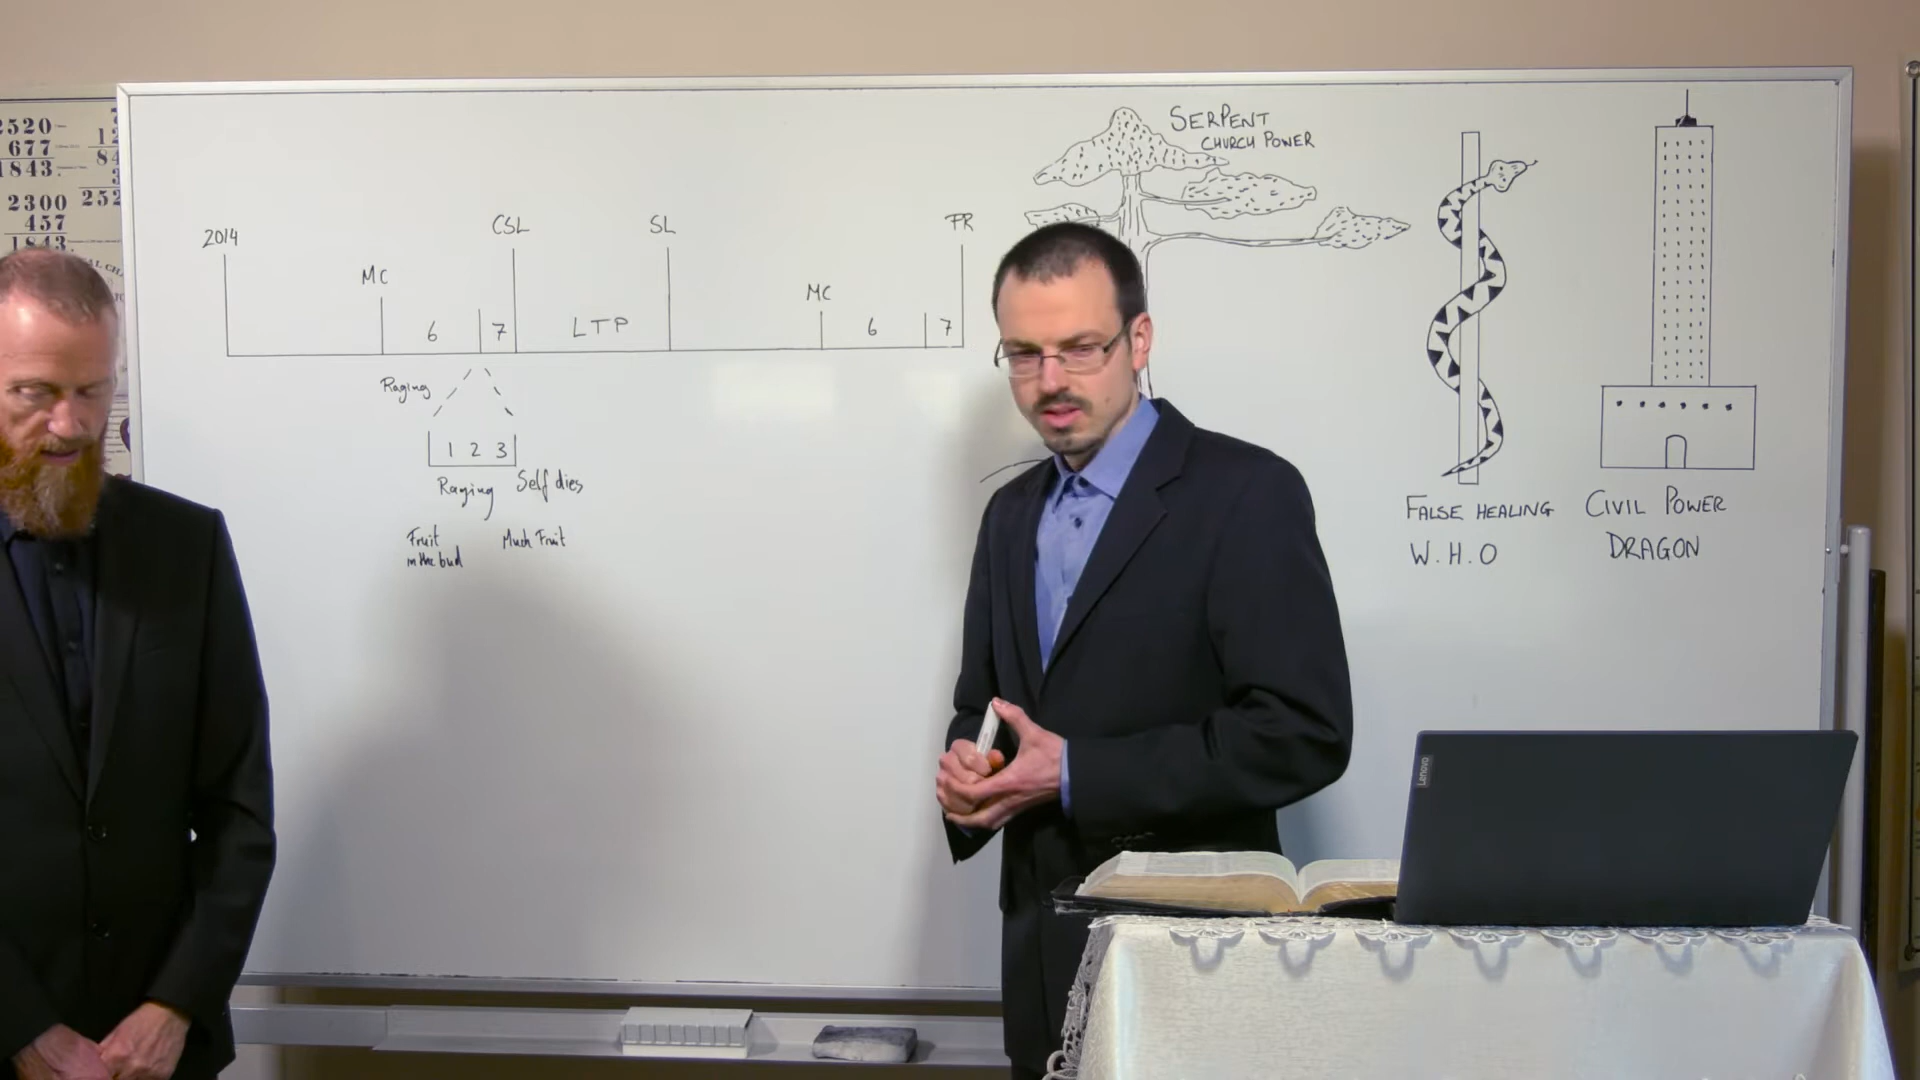 2520
677
1843
2300
457
1843
252
SERPENT
CHURCH POWER
2014
MC
CSL
SL
MC
6
7
LTP
6
7
Raging
1 2 3
Raging
Self dies
Fruit
in the bud
Much Fruit
FALSE HEALING
W.H.O
CIVIL POWER
DRAGON
Lenovo